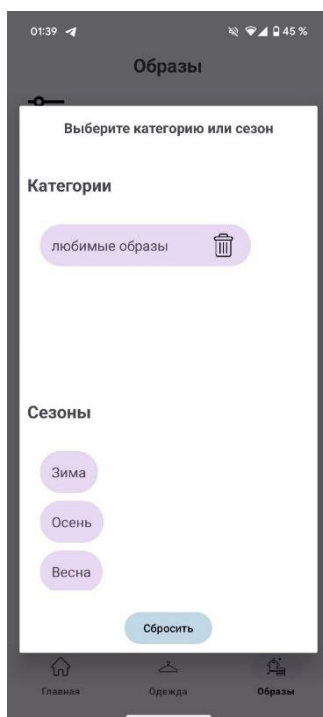 01:39
45 %
Образы
Выберите категорию или сезон
Категории
любимые образы
Сезоны
Зима
Осень
Весна
Сбросить
Главная
Одежда
Образы